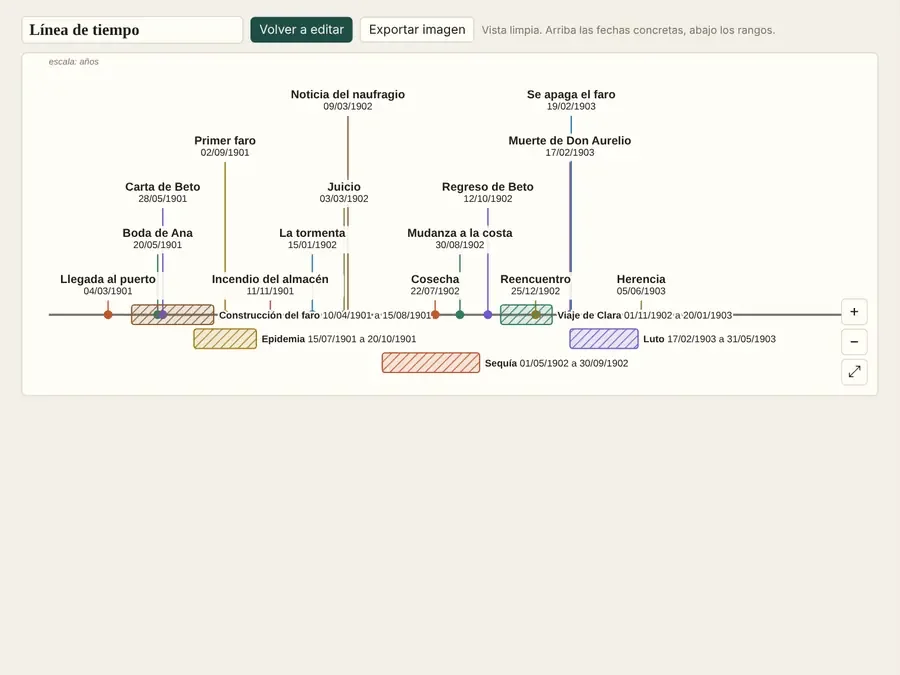 Línea de tiempo
Volver a editar
Exportar imagen
Vista limpia. Arriba las fechas concretas, abajo los rangos.
escala: años
Noticia del naufragio
09/03/1902
Se apaga el faro
19/02/1903
Primer faro
02/09/1901
Muerte de Don Aurelio
17/02/1903
Carta de Beto
28/05/1901
Juicio
03/03/1902
Regreso de Beto
12/10/1902
Boda de Ana
20/05/1901
La tormenta
15/01/1902
Mudanza a la costa
30/08/1902
Llegada al puerto
04/03/1901
Incendio del almacén
11/11/1901
Cosecha
22/07/1902
Reencuentro
25/12/1902
Herencia
05/06/1903
Construcción del faro 10/04/1901 a 15/08/1901
Viaje de Clara 01/11/1902 a 20/01/1903
Epidemia 15/07/1901 a 20/10/1901
Luto 17/02/1903 a 31/05/1903
Sequía 01/05/1902 a 30/09/1902
+
−